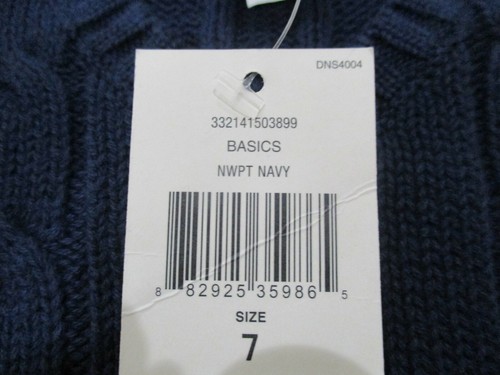 DNS4004
332141503899
BASICS
NWPT NAVY
8 82925 35986 5
SIZE
7